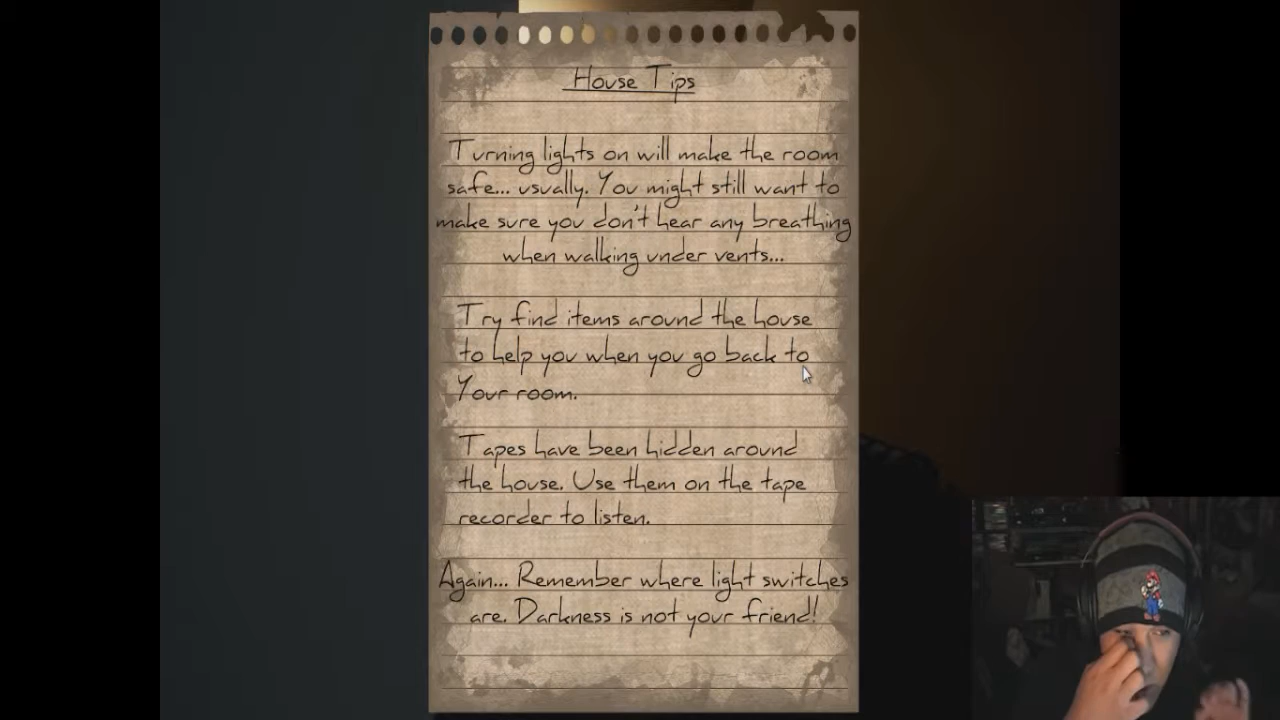 House Tips
Turning lights on will make the room
safe... usually. You might still want to
make sure you don't hear any breathing
when walking under vents...
Try find items around the house
to help you when you go back to
Your room.
Tapes have been hidden around
the house. Use them on the tape
recorder to listen.
Again... Remember where light switches
are. Darkness is not your friend!